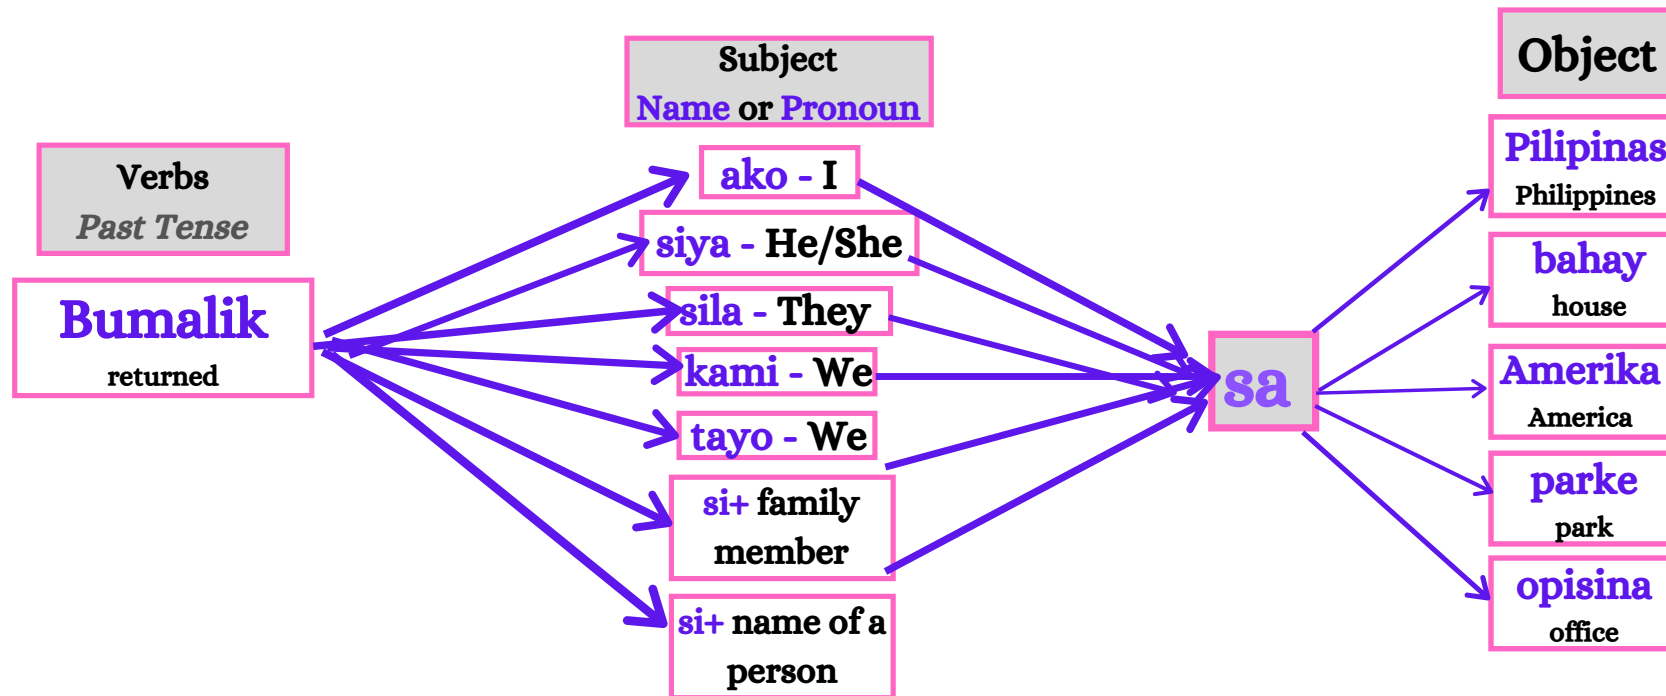 Verbs
Past Tense
Bumalik
returned
Subject
Name or Pronoun
ako - I
siya - He/She
sila - They
kami - We
tayo - We
si+ family
member
si+ name of a
person
sa
Object
Pilipinas
Philippines
bahay
house
Amerika
America
parke
park
opisina
office